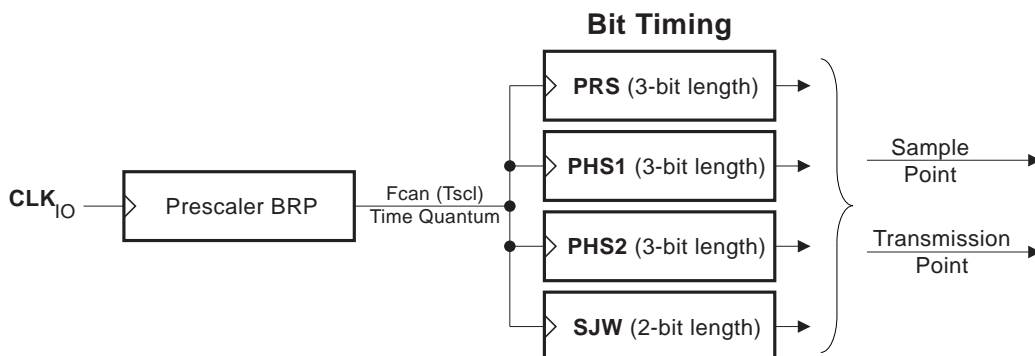 Bit Timing
PRS (3-bit length)
PHS1 (3-bit length)
Sample
Point
CLKIO
Prescaler BRP
Fcan (Tscl)
Time Quantum
PHS2 (3-bit length)
Transmission
Point
SJW (2-bit length)